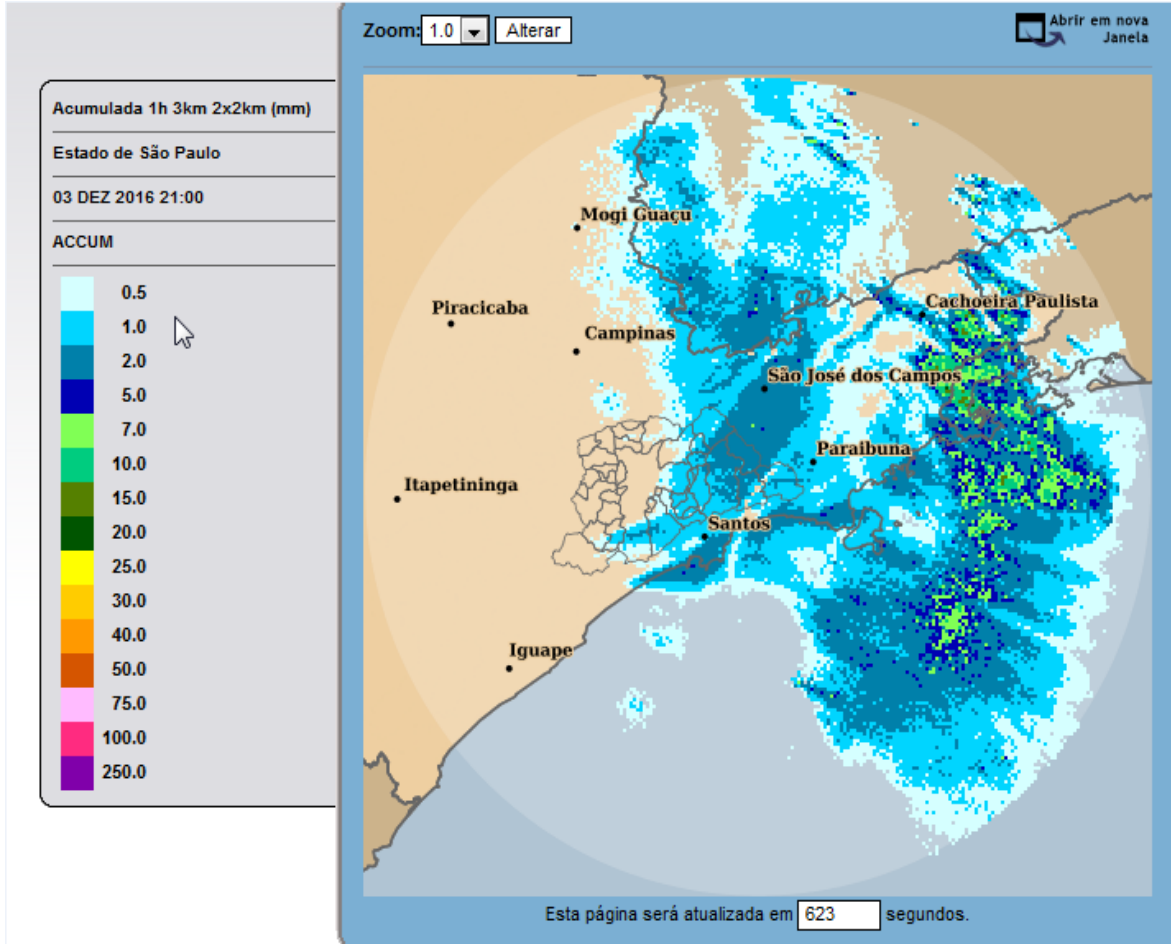 Zoom: 1.0 Alterar
Abrir em nova
Janela
Acumulada 1h 3km 2x2km (mm)
Estado de São Paulo
03 DEZ 2016 21:00
ACCUM
0.5
1.0
2.0
5.0
7.0
10.0
15.0
20.0
25.0
30.0
40.0
50.0
75.0
100.0
250.0
Mogi Guaçu
Piracicaba
Cachoeira Paulista
Campinas
São José dos Campos
Paraibuna
Itapetininga
Santos
Iguape
Esta página será atualizada em 623 segundos.